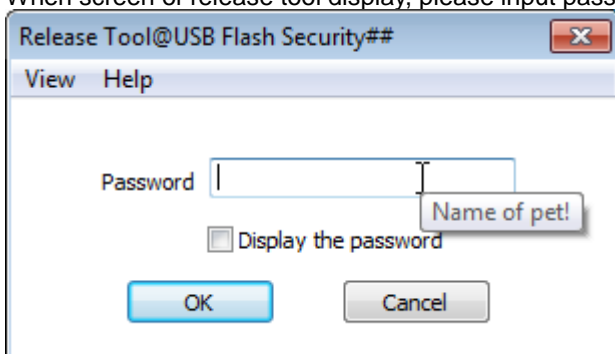 When screen of release tool display, please input pass
Release Tool@USB Flash Security##
View Help
Password
Name of pet!
Display the password
OK Cancel